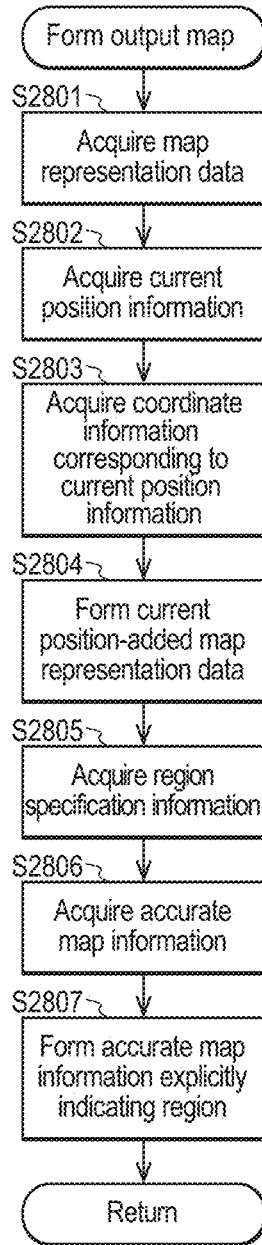 Form output map
S2801
Acquire map
representation data
S2802
Acquire current
position information
S2803
Acquire coordinate
information
corresponding to
current position
information
S2804
Form current
position-added map
representation data
S2805
Acquire region
specification information
S2806
Acquire accurate
map information
S2807
Form accurate map
information explicitly
indicating region
Return